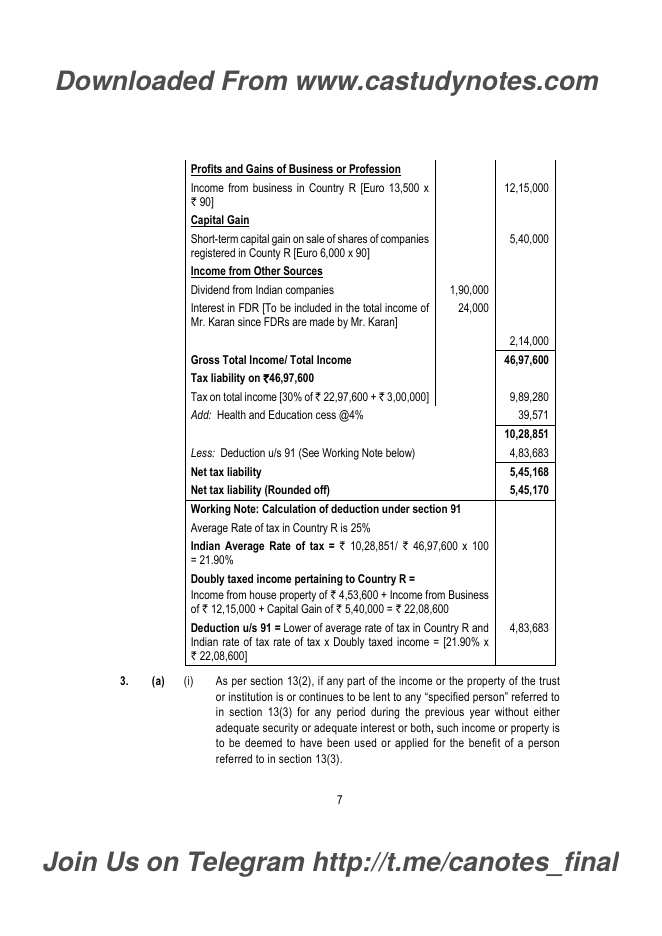 Downloaded From www.castudynotes.com
Profits and Gains of Business or Profession
Income from business in Country R [Euro 13,500 x 12,15,000
₹ 90]
Capital Gain
Short-term capital gain on sale of shares of companies 5,40,000
registered in County R [Euro 6,000 x 90]
Income from Other Sources
Dividend from Indian companies 1,90,000
Interest in FDR [To be included in the total income of 24,000
Mr. Karan since FDRs are made by Mr. Karan]
2,14,000
Gross Total Income/ Total Income 46,97,600
Tax liability on ₹46,97,600
Tax on total income [30% of ₹ 22,97,600 + ₹ 3,00,000] 9,89,280
Add: Health and Education cess @4% 39,571
10,28,851
Less: Deduction u/s 91 (See Working Note below) 4,83,683
Net tax liability 5,45,168
Net tax liability (Rounded off) 5,45,170
Working Note: Calculation of deduction under section 91
Average Rate of tax in Country R is 25%
Indian Average Rate of tax = ₹ 10,28,851/ ₹ 46,97,600 x 100
= 21.90%
Doubly taxed income pertaining to Country R =
Income from house property of ₹ 4,53,600 + Income from Business
of ₹ 12,15,000 + Capital Gain of ₹ 5,40,000 = ₹ 22,08,600
Deduction u/s 91 = Lower of average rate of tax in Country R and 4,83,683
Indian rate of tax rate of tax x Doubly taxed income = [21.90% x
₹ 22,08,600]
3. (a) (i) As per section 13(2), if any part of the income or the property of the trust
or institution is or continues to be lent to any “specified person” referred to
in section 13(3) for any period during the previous year without either
adequate security or adequate interest or both, such income or property is
to be deemed to have been used or applied for the benefit of a person
referred to in section 13(3).
7
Join Us on Telegram http://t.me/canotes_final